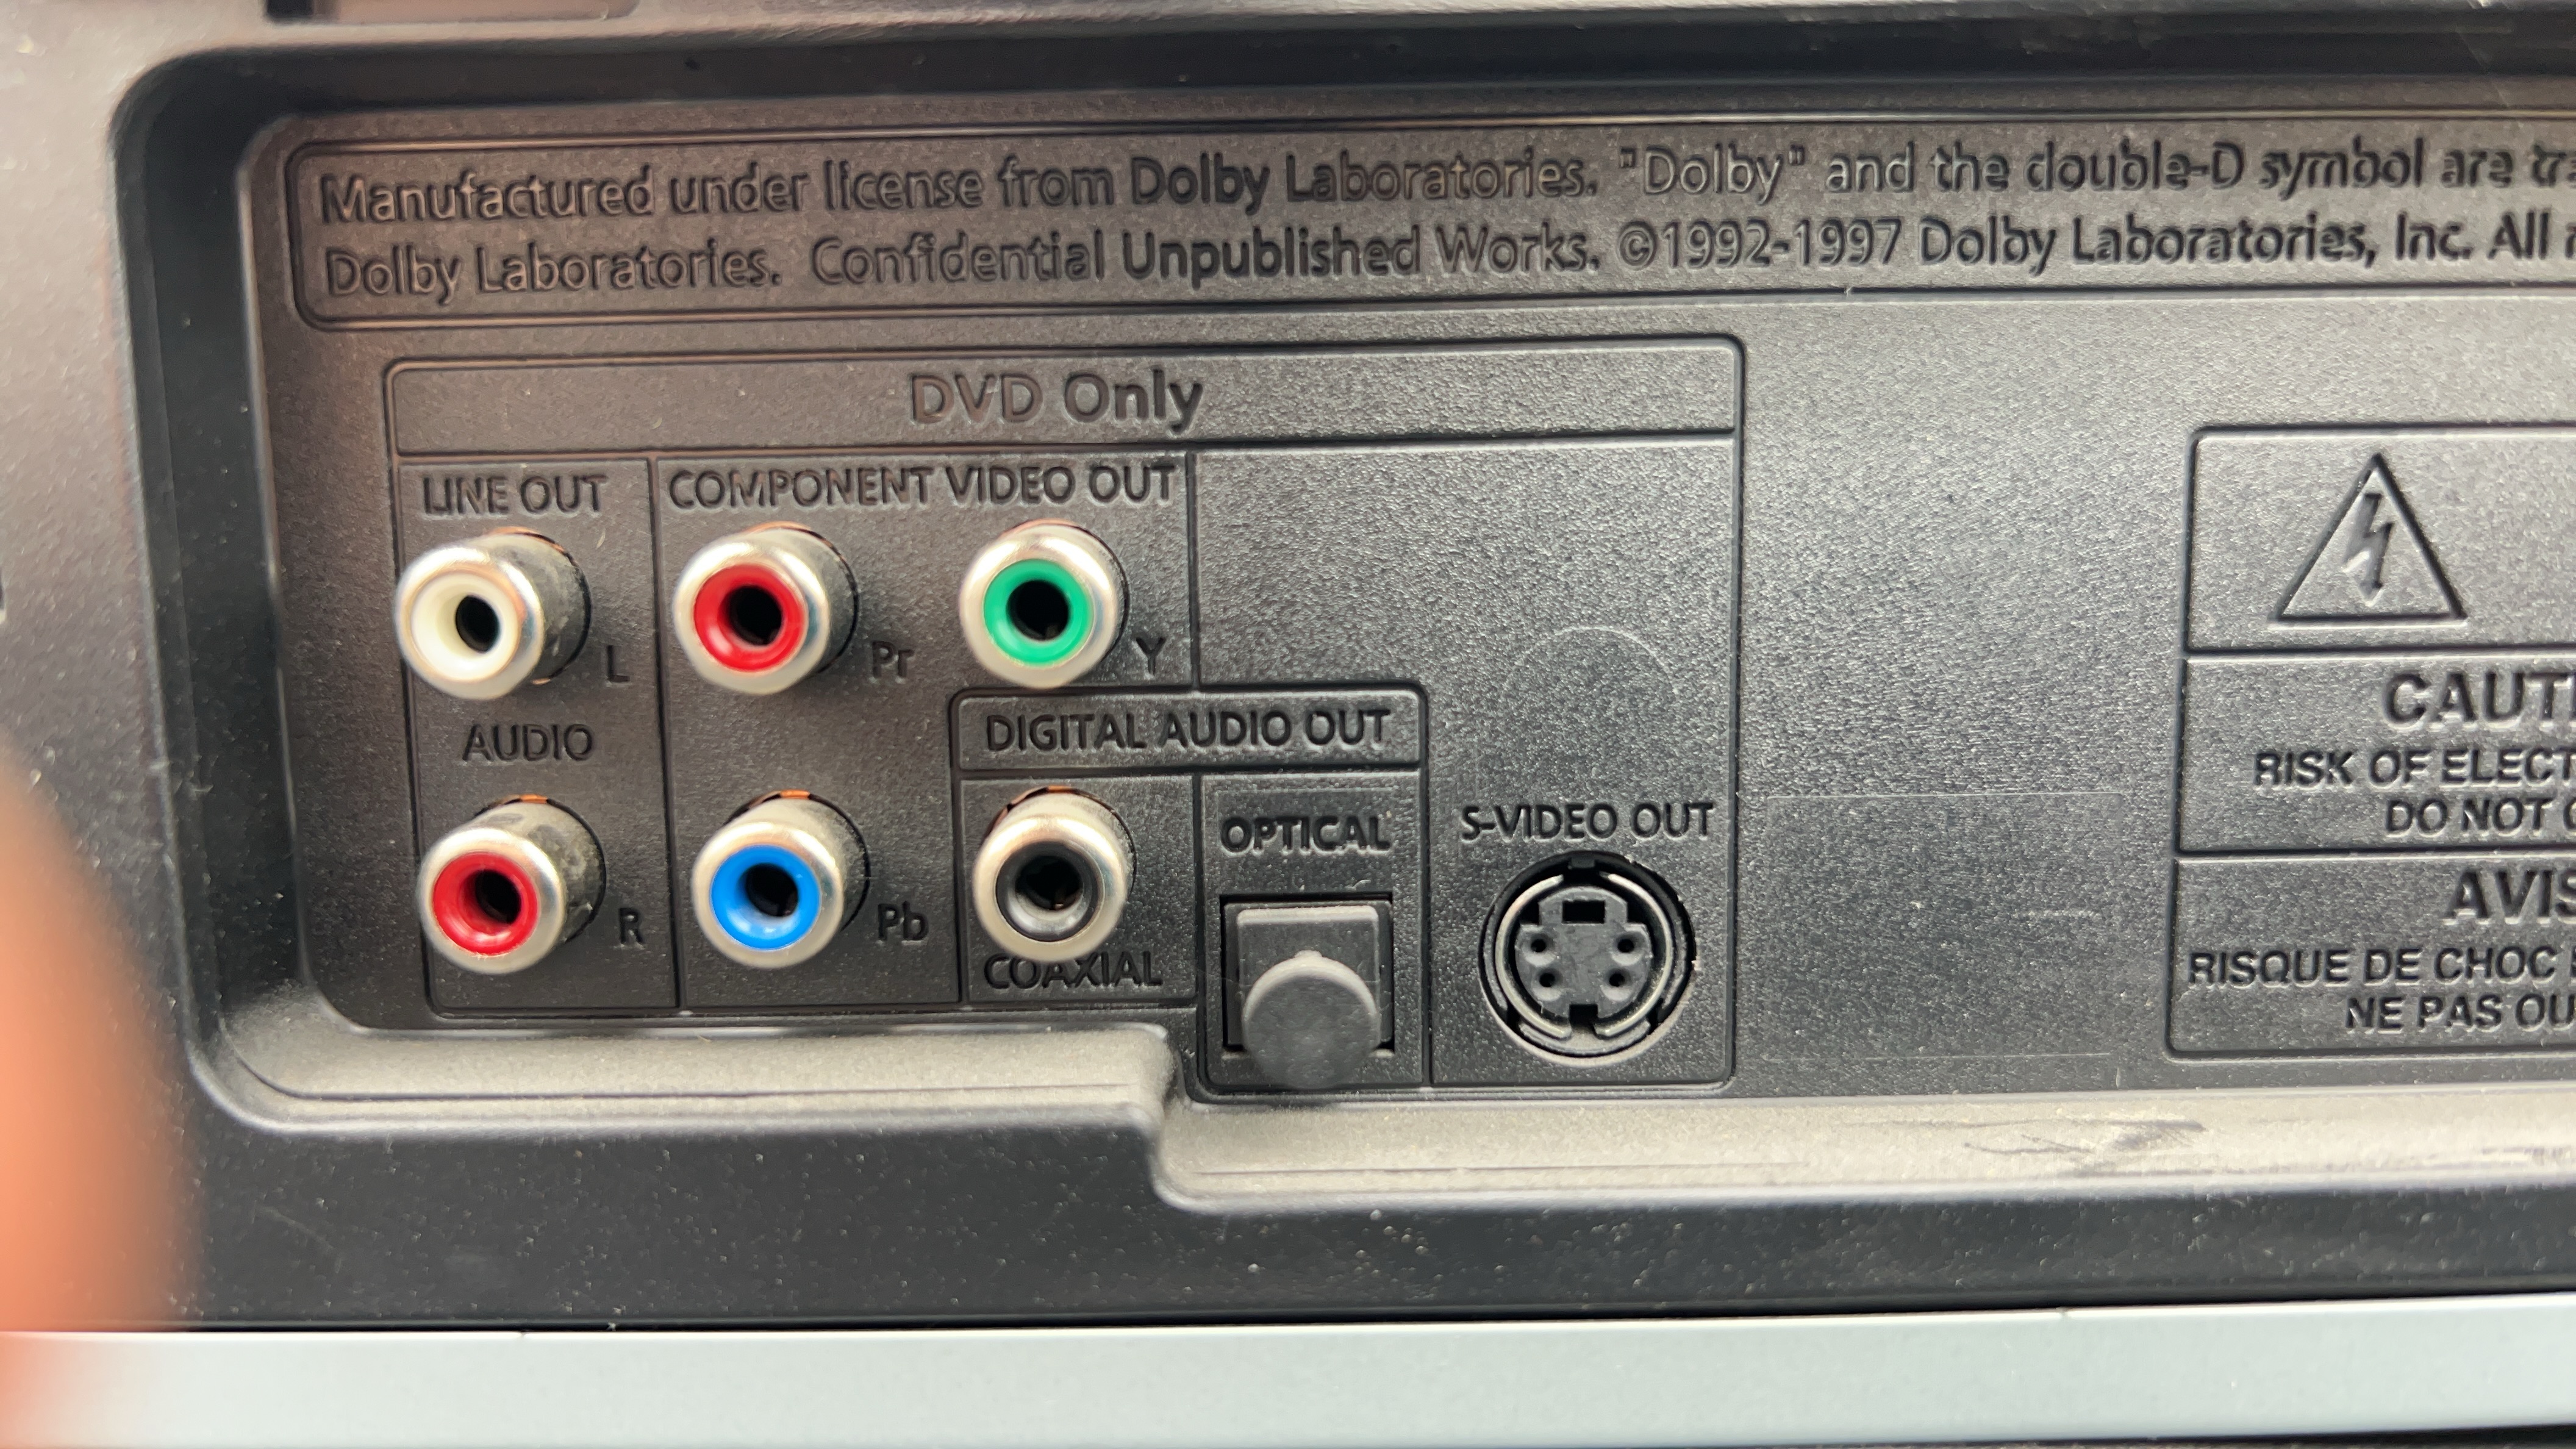 Manufactured under license from Dolby Laboratories. "Dolby" and the double-D symbol are
Dolby Laboratories. Confidential Unpublished Works. ©1992-1997 Dolby Laboratories, Inc. All
DVD Only
LINE OUT
COMPONENT VIDEO OUT
L
Pr
Y
AUDIO
DIGITAL AUDIO OUT
R
Pb
COAXIAL
OPTICAL
S-VIDEO OUT
RISK OF
DO NOT
RISQUE DE CHOC
NE PAS